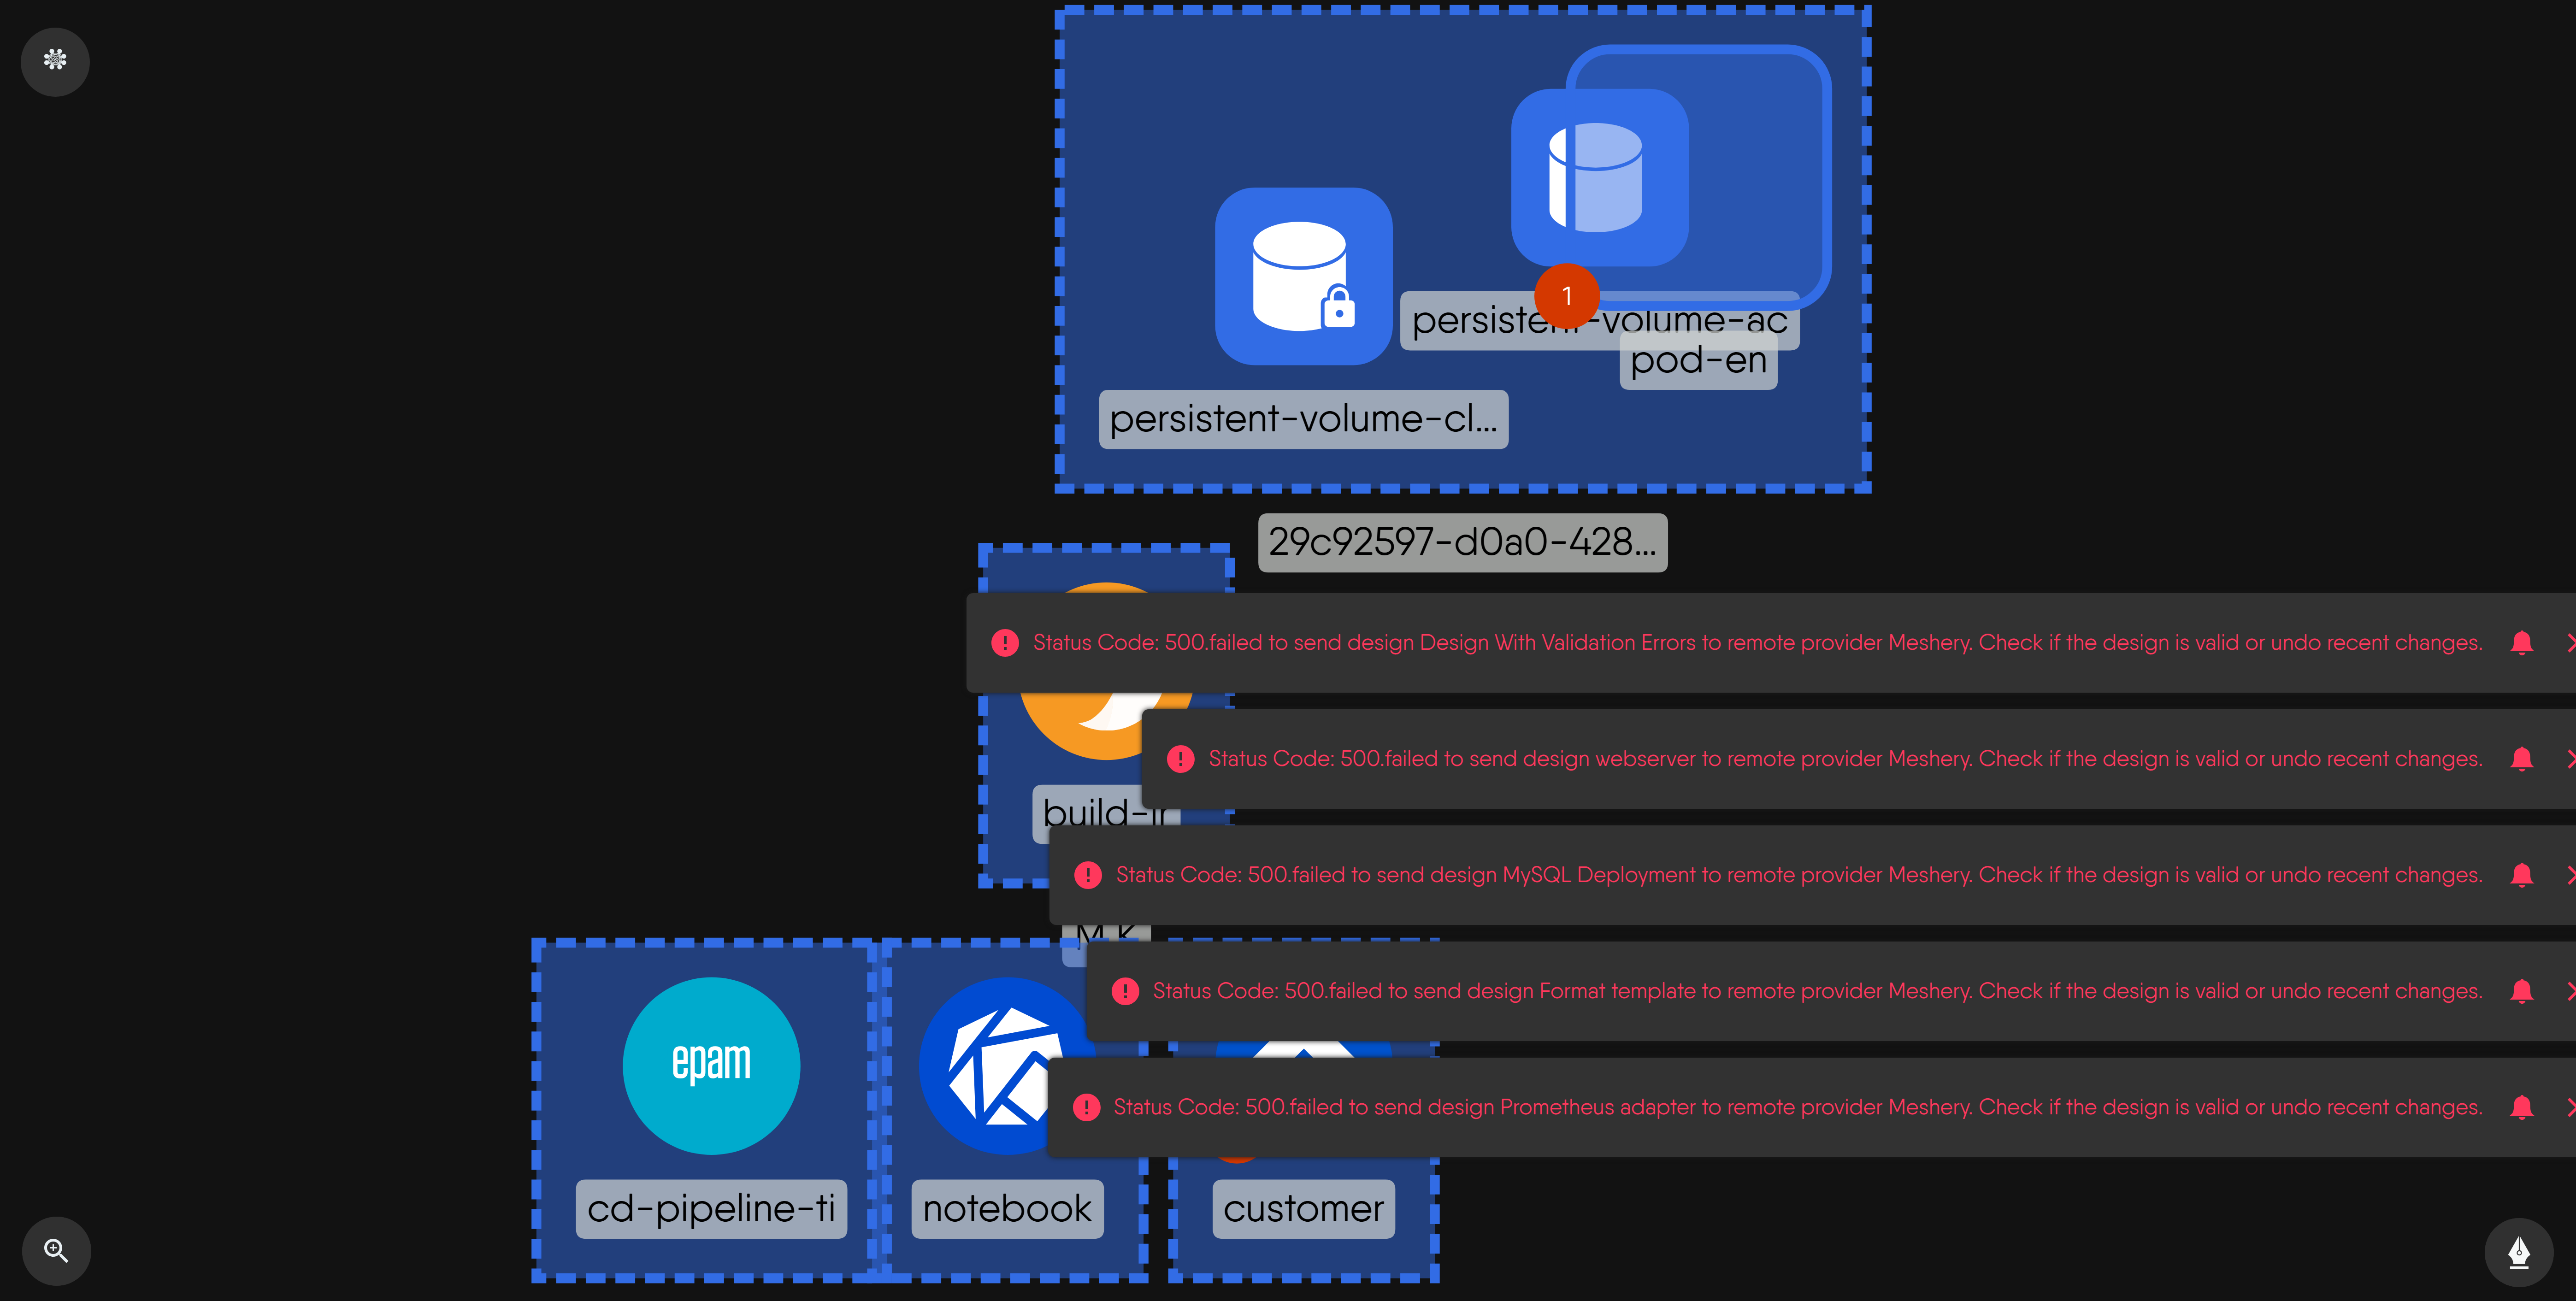 1
persistent-volume-ac
pod-en
persistent-volume-cl...
29c92597-d0a0-428...
Status Code: 500.failed to send design Design With Validation Errors to remote provider Meshery. Check if the design is valid or undo recent changes.
Status Code: 500.failed to send design webserver to remote provider Meshery. Check if the design is valid or undo recent changes.
build-
Status Code: 500.failed to send design MySQL Deployment to remote provider Meshery. Check if the design is valid or undo recent changes.
Status Code: 500.failed to send design Format template to remote provider Meshery. Check if the design is valid or undo recent changes.
epam
Status Code: 500.failed to send design Prometheus adapter to remote provider Meshery. Check if the design is valid or undo recent changes.
cd-pipeline-ti
notebook
customer